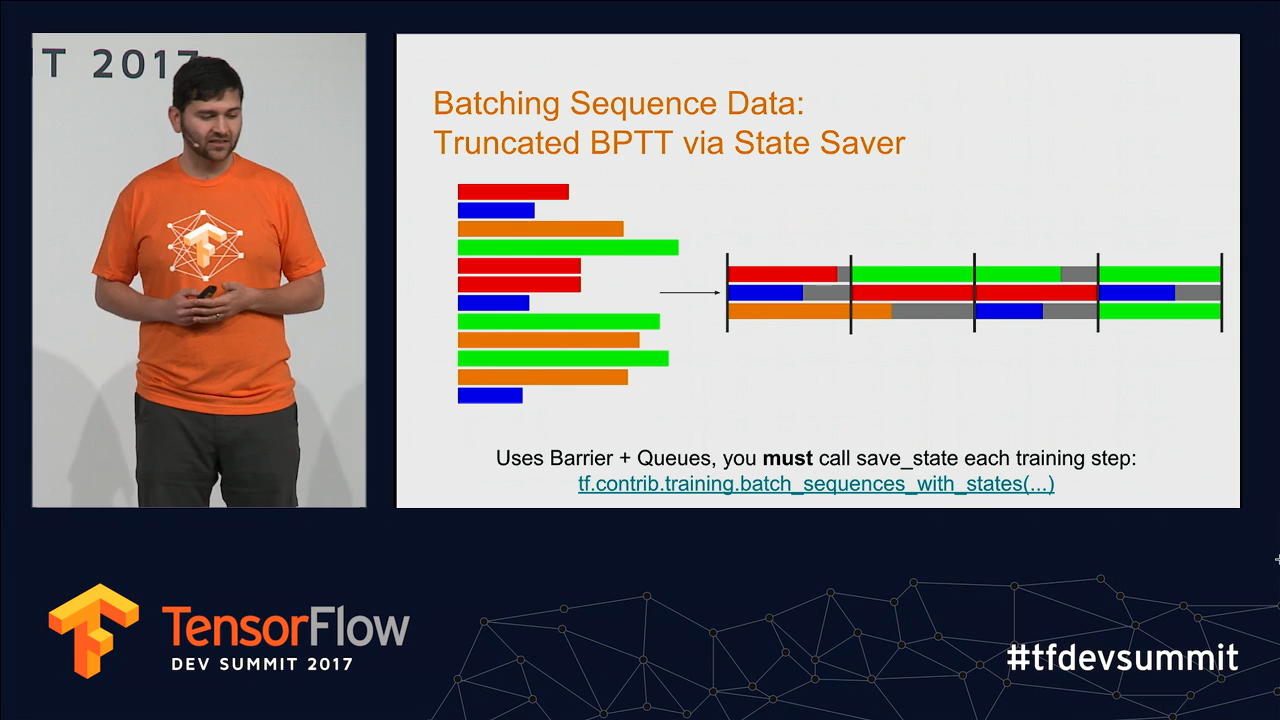 T 2017
Batching Sequence Data:
Truncated BPTT via State Saver
Uses Barrier + Queues, you must call save_state each training step:
tf.contrib.training.batch_sequences_with_states(...)
TensorFlow
DEV SUMMIT 2017
#tfdevsummit